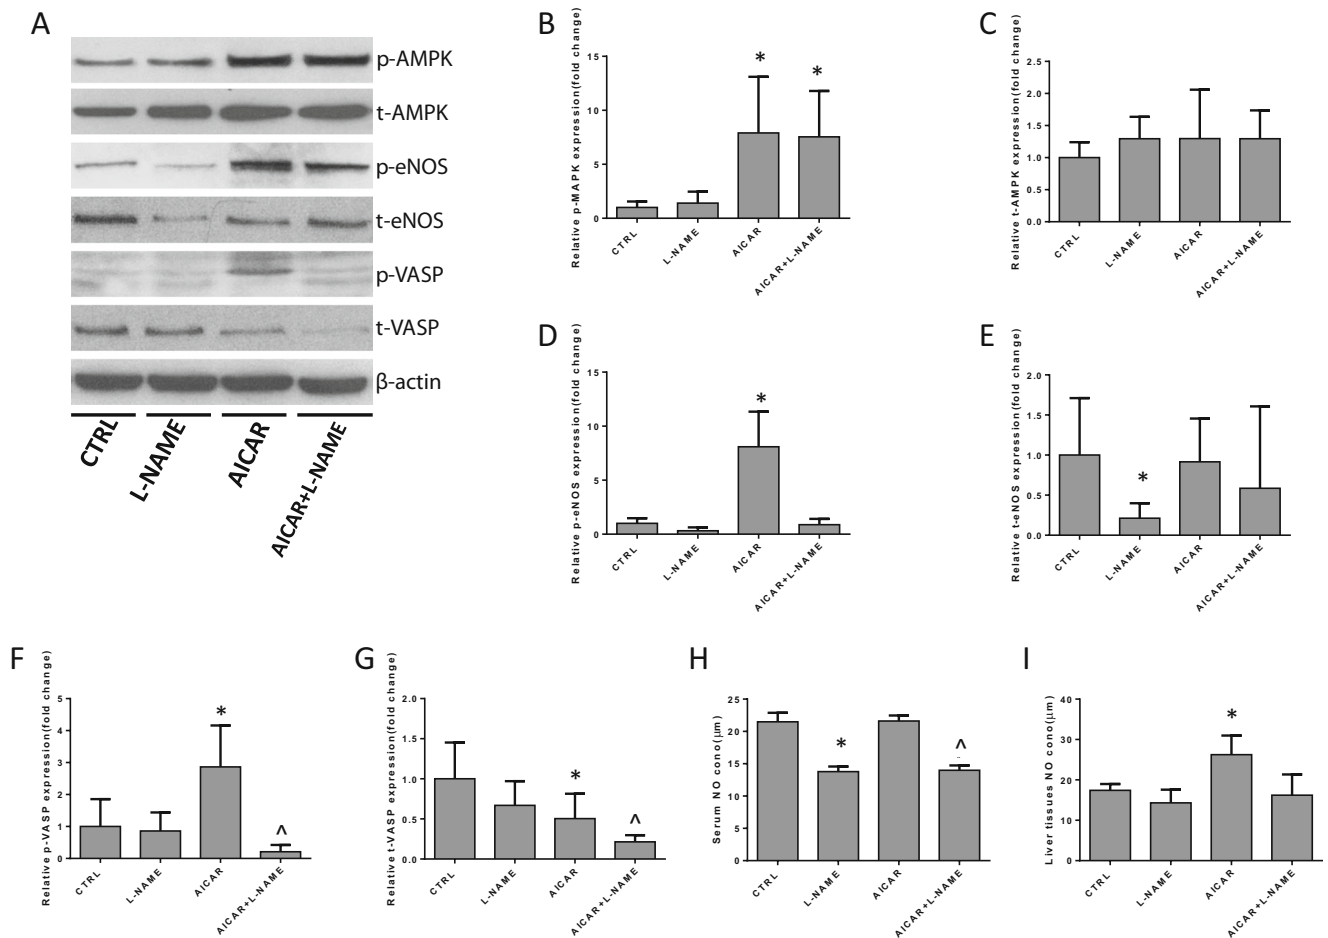 A
p-AMPK
t-AMPK
p-eNOS
t-eNOS
p-VASP
t-VASP
β-actin
CTRL
L-NAME
AICAR
AICAR+L-NAME
B
Relative p-MAPK expression(fold change)
15
10
5
0
*
*
CTRL
L-NAME
AICAR
AICAR+L-NAME
C
Relative t-AMPK expression(fold change)
2.5
2.0
1.5
1.0
0.5
0.0
CTRL
L-NAME
AICAR
AICAR+L-NAME
D
Relative p-eNOS expression(fold change)
15
10
5
0
*
CTRL
L-NAME
AICAR
AICAR+L-NAME
E
Relative t-eNOS expression(fold change)
2.0
1.5
1.0
0.5
0.0
*
CTRL
L-NAME
AICAR
AICAR+L-NAME
F
Relative p-VASP expression(fold change)
5
4
3
2
1
0
*
^
CTRL
L-NAME
AICAR
AICAR+L-NAME
G
Relative t-VASP expression(fold change)
2.0
1.5
1.0
0.5
0.0
*
^
CTRL
L-NAME
AICAR
AICAR+L-NAME
H
Serum NO cono(μm)
25
20
15
10
5
0
*
^
CTRL
L-NAME
AICAR
AICAR+L-NAME
I
Liver tissues NO cono(μm)
40
30
20
10
0
*
CTRL
L-NAME
AICAR
AICAR+L-NAME